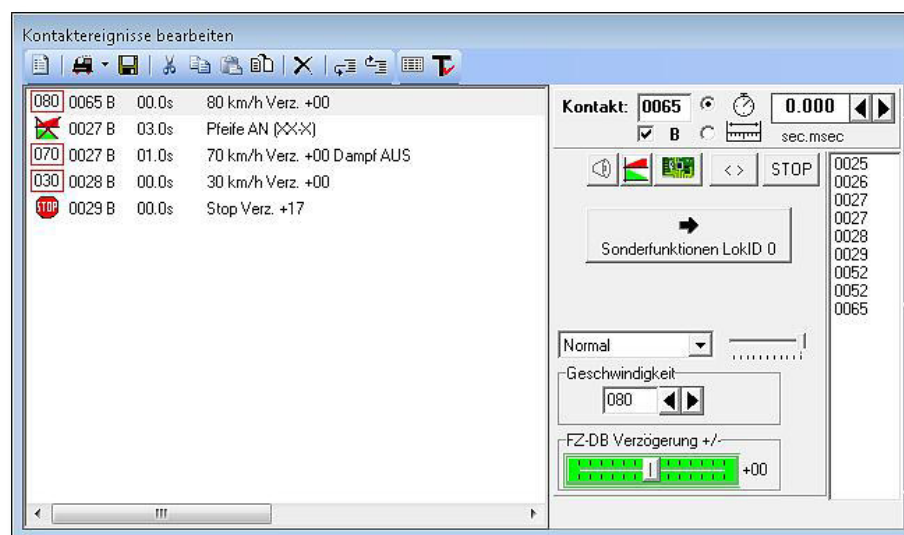 Kontaktereignisse bearbeiten
080 0065 B 00.0s 80 km/h Verz. +00
0027 B 03.0s Pfeife AN (XX-X)
070 0027 B 01.0s 70 km/h Verz. +00 Dampf AUS
030 0028 B 00.0s 30 km/h Verz. +00
STOP 0029 B 00.0s Stop Verz. +17
Kontakt: 0065 0.000
B sec.msec
<> STOP
Sonderfunktionen LokID 0
0025
0026
0027
0027
0028
0029
0052
0052
0065
Normal
Geschwindigkeit
080
FZ-DB Verzögerung +/-
+00